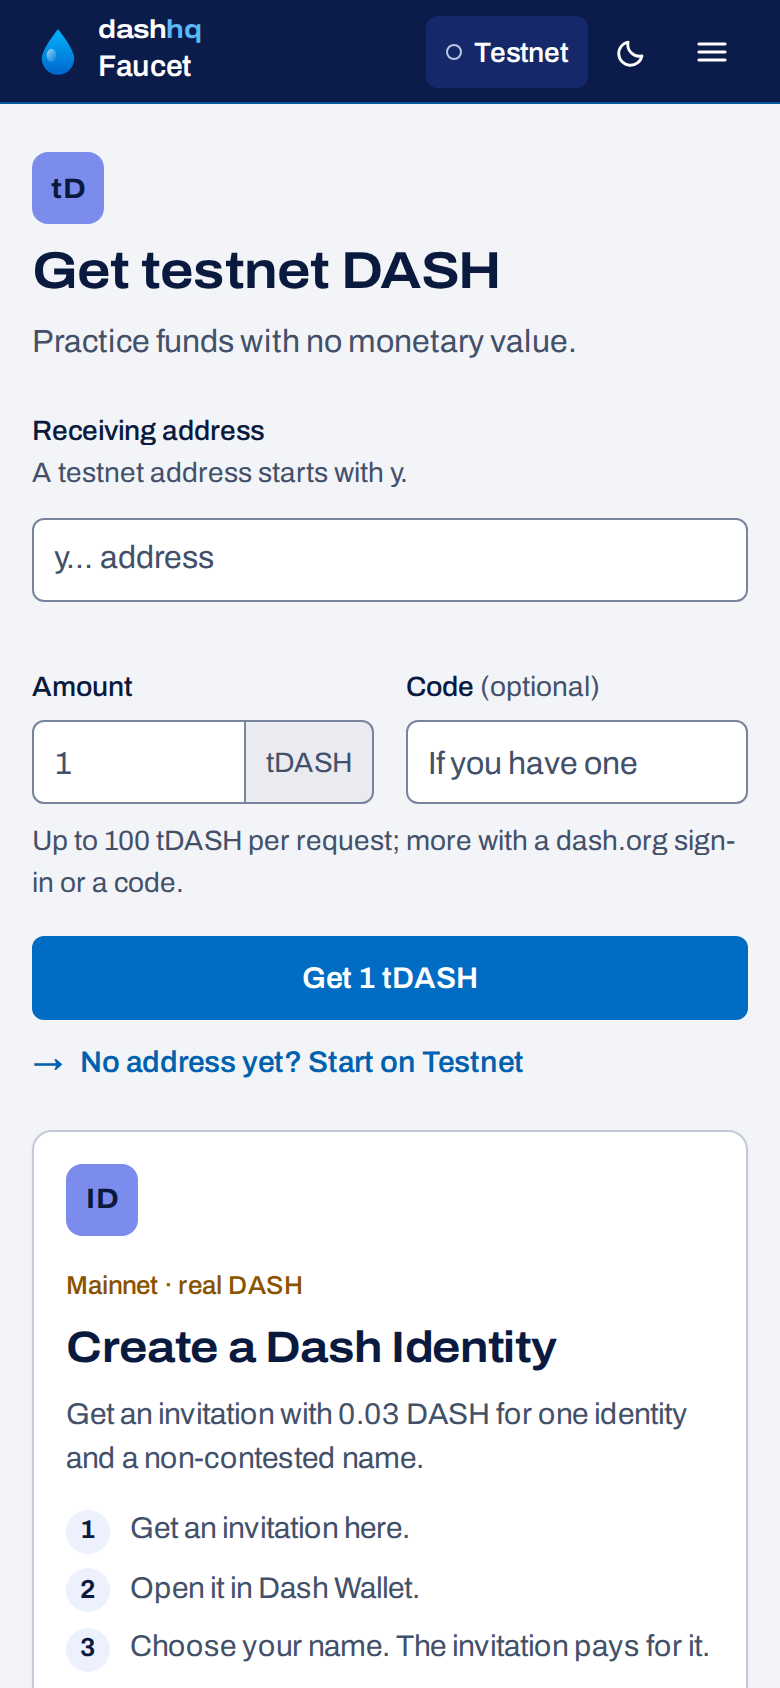 dashhq
Faucet
Testnet
tD
Get testnet DASH
Practice funds with no monetary value.
Receiving address
A testnet address starts with y.
y... address
Amount
Code (optional)
1
tDASH
If you have one
Up to 100 tDASH per request; more with a dash.org sign-
in or a code.
Get 1 tDASH
→ No address yet? Start on Testnet
ID
Mainnet · real DASH
Create a Dash Identity
Get an invitation with 0.03 DASH for one identity
and a non-contested name.
1 Get an invitation here.
2 Open it in Dash Wallet.
3 Choose your name. The invitation pays for it.